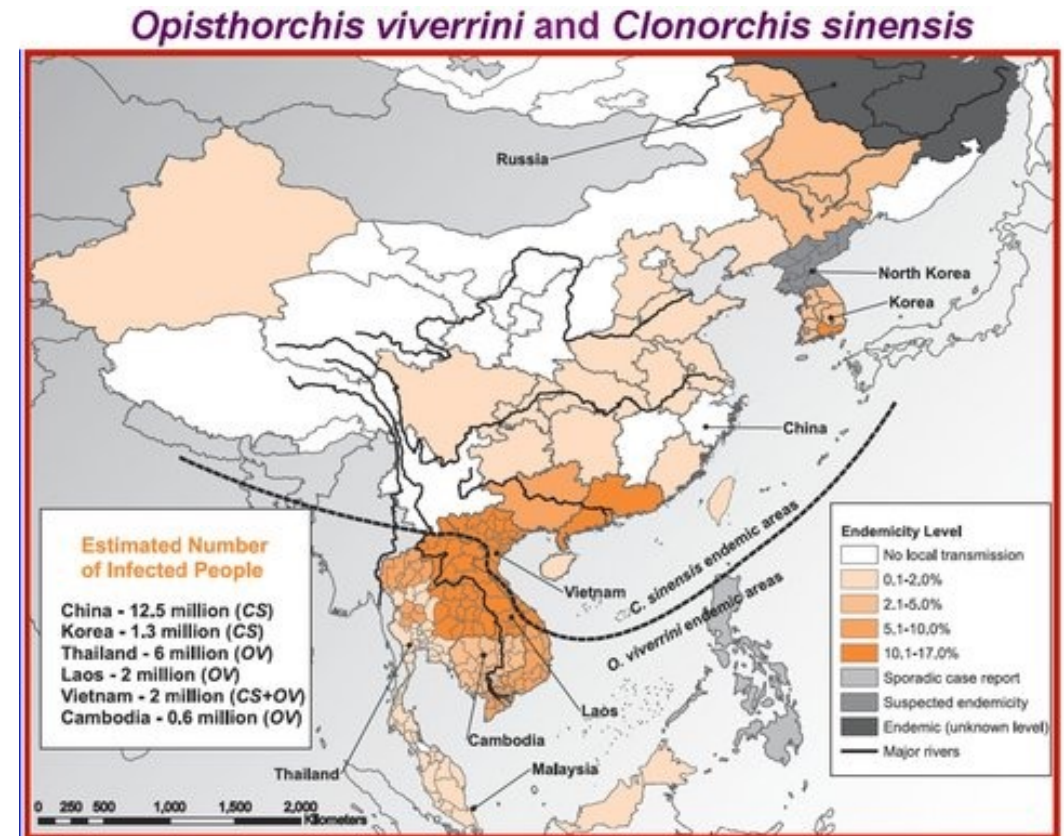 Opisthorchis viverrini and Clonorchis sinensis
Russia
North Korea
Korea
China
Vietnam
C. sinensis endemic areas
O. viverrini endemic areas
Laos
Cambodia
Thailand
Malaysia
Estimated Number
of Infected People
China - 12.5 million (CS)
Korea - 1.3 million (CS)
Thailand - 6 million (OV)
Laos - 2 million (OV)
Vietnam - 2 million (CS+OV)
Cambodia - 0.6 million (OV)
Endemicity Level
No local transmission
0,1-2,0%
2.1-5.0%
5.1-10,0%
10,1-17,0%
Sporadic case report
Suspected endemicity
Endemic (unknown level)
Major rivers
0 250 500 1,000 1,500 2,000
Kilometers